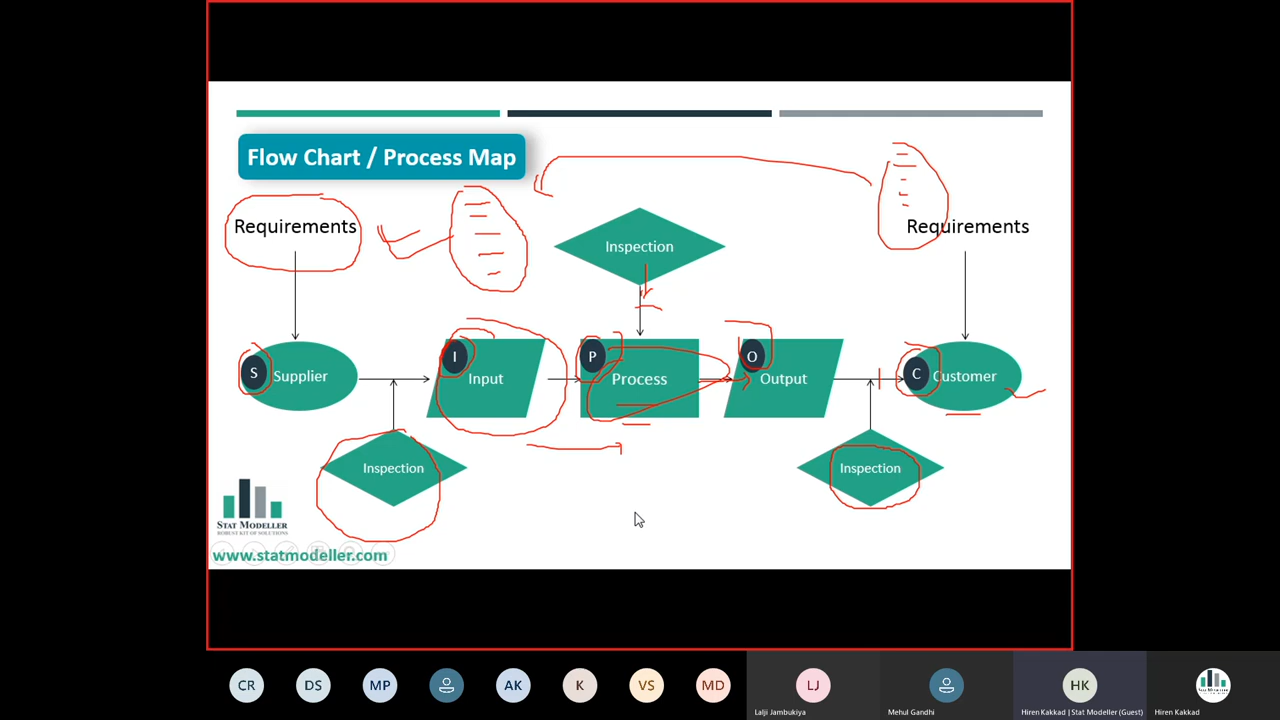 Flow Chart / Process Map
Requirements
Requirements
Inspection
S
Supplier
I
Input
P
Process
O
Output
C
Customer
Inspection
Inspection
STAT MODELLER
ROBUST KIT OF SOLUTIONS
www.statmodeller.com
CR
DS
MP
AK
K
VS
MD
LJ
HK
Lalji Jambukiya
Mehul Gandhi
Hiren Kakkad | Stat Modeller (Guest)
Hiren Kakkad